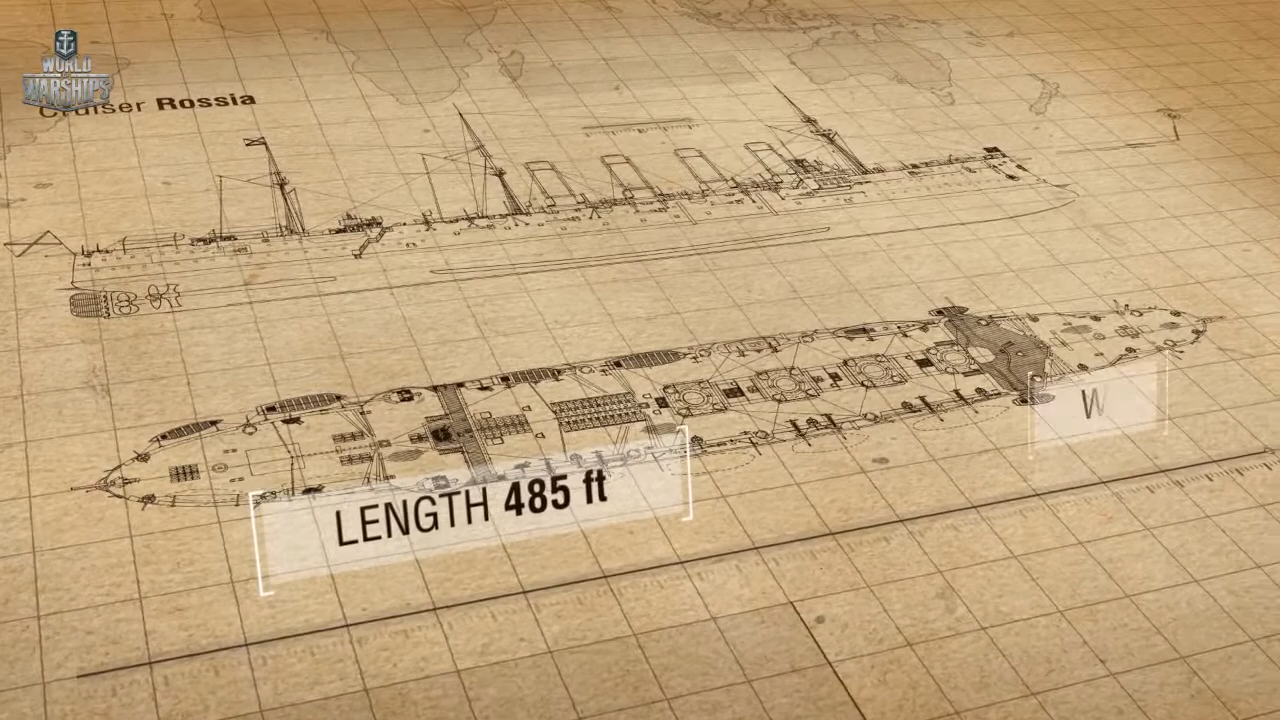 WORLD
OF
WARSHIPS
Cruiser Rossia
W
LENGTH 485 ft